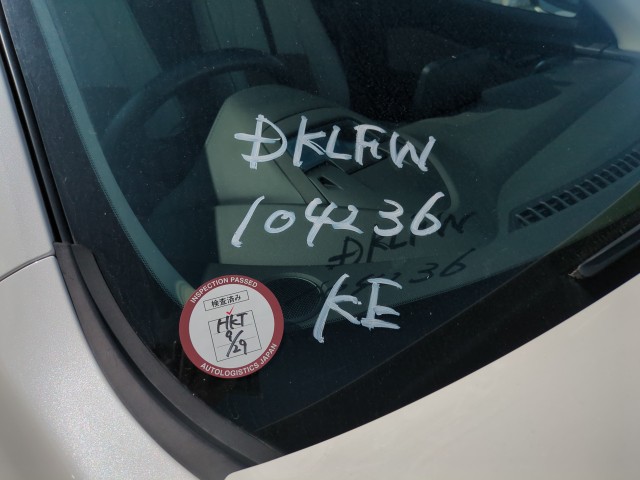 DKLFW
104236
KE
INSPECTION PASSED
検査済み
HKT
9/29
AUTOLOGISTICS JAPAN